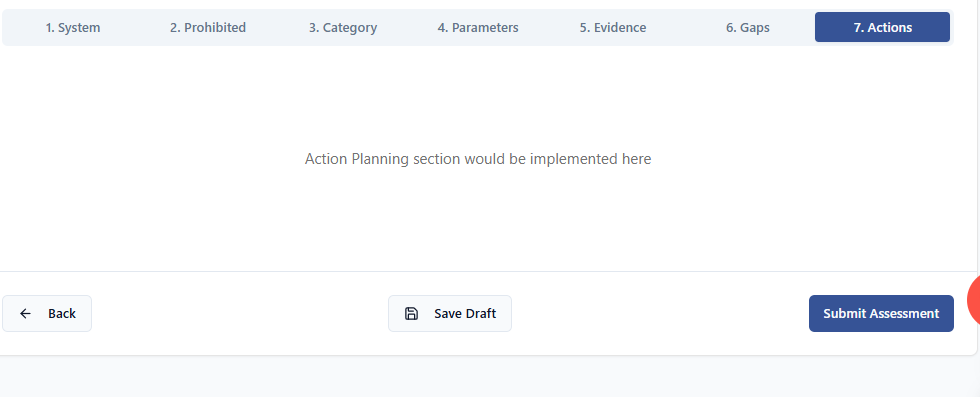 1. System 2. Prohibited 3. Category 4. Parameters 5. Evidence 6. Gaps 7. Actions
Action Planning section would be implemented here
Back Save Draft Submit Assessment